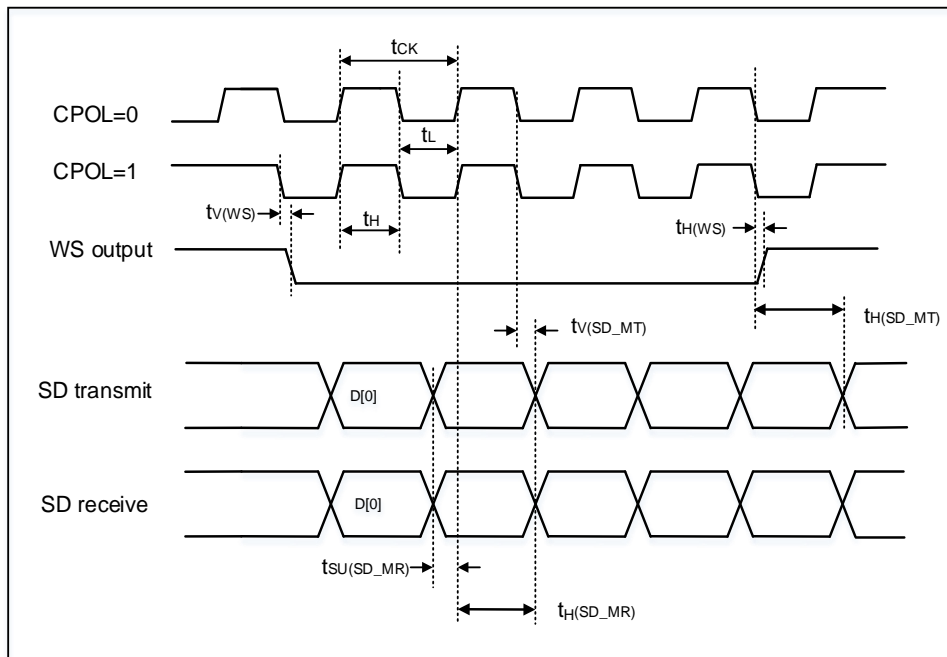 tCK
CPOL=0
tL
CPOL=1
tV(WS)
tH
tH(WS)
WS output
tV(SD_MT)
tH(SD_MT)
SD transmit
D[0]
SD receive
D[0]
tSU(SD_MR)
tH(SD_MR)